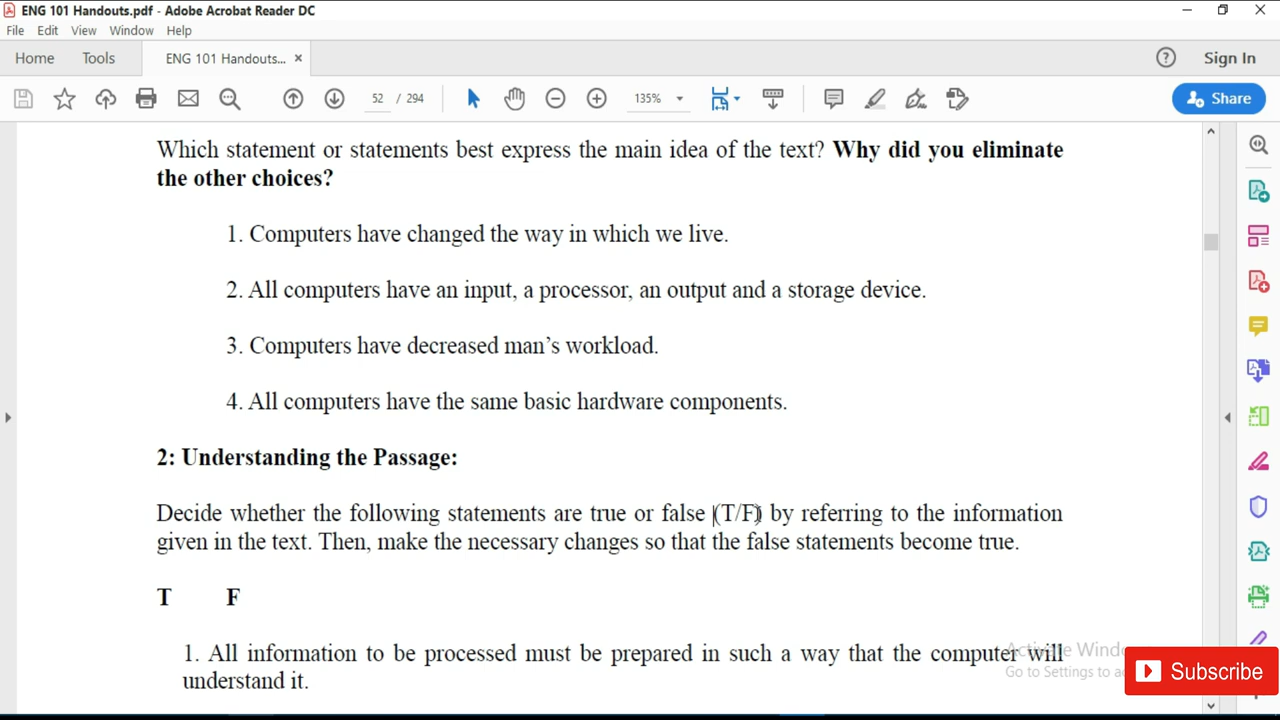 ENG 101 Handouts.pdf - Adobe Acrobat Reader DC
File Edit View Window Help
Home Tools ENG 101 Handouts... × Sign In
52 / 294 135% Share
Which statement or statements best express the main idea of the text? Why did you eliminate
the other choices?
1. Computers have changed the way in which we live.
2. All computers have an input, a processor, an output and a storage device.
3. Computers have decreased man’s workload.
4. All computers have the same basic hardware components.
2: Understanding the Passage:
Decide whether the following statements are true or false (T/F) by referring to the information
given in the text. Then, make the necessary changes so that the false statements become true.
T F
1. All information to be processed must be prepared in such a way that the computer will
understand it.
Activate
Go to Settings to
Subscribe